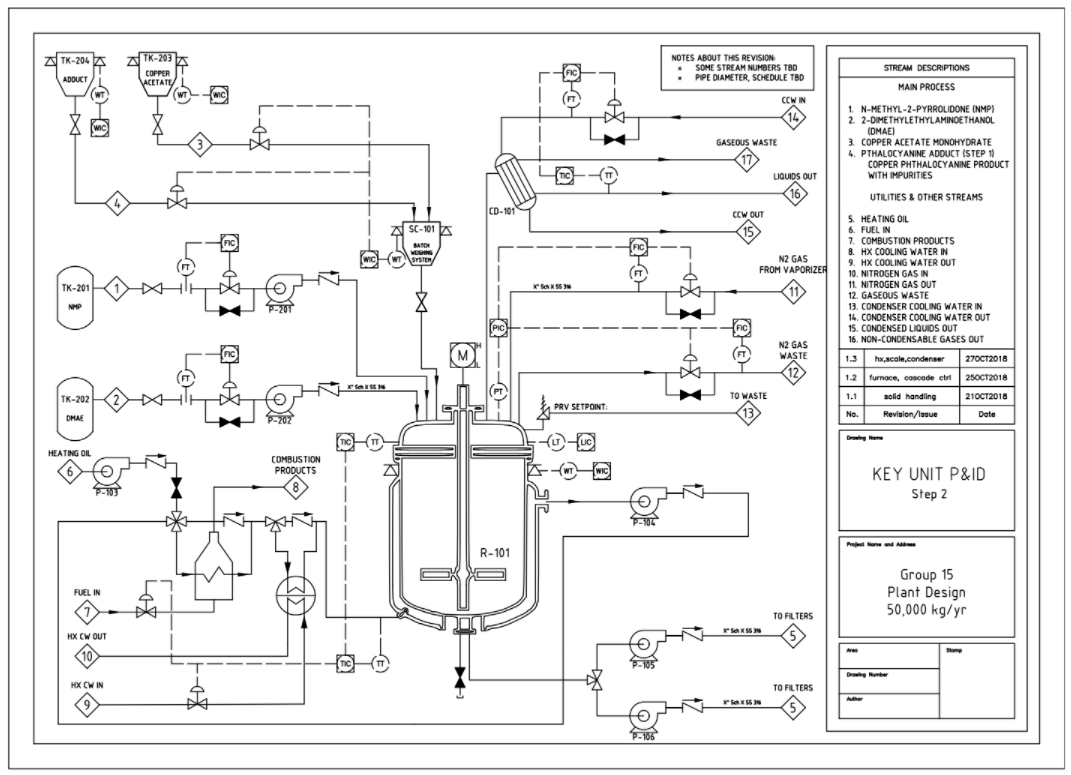 TK-204
ADDUCT
TK-203
COPPER
ACETATE
WT
WIC
WT
WIC
3
4
SC-101
BATCH
WEIGHING
SYSTEM
WIC
WT
TK-201
NMP
1
FT
FIC
P-201
TK-202
DMAE
2
FT
FIC
P-202
X" Sch X SS 316
HEATING OIL
6
P-103
COMBUSTION
PRODUCTS
8
FUEL IN
7
HX CW OUT
10
HX CW IN
9
TIC
TT
TIC
TT
M
H
L
PIC
PT
R-101
FIC
FT
CCW IN
14
GASEOUS WASTE
17
TIC
TT
LIQUIDS OUT
16
CD-101
CCW OUT
15
FIC
FT
N2 GAS
FROM VAPORIZER
11
X" Sch X SS 316
FIC
FT
N2 GAS
WASTE
12
PRV SETPOINT:
TO WASTE
13
LT
LIC
WT
WIC
P-104
P-105
X" Sch X SS 316
TO FILTERS
5
P-106
X" Sch X SS 316
TO FILTERS
5
NOTES ABOUT THIS REVISION:
× SOME STREAM NUMBERS TBD
× PIPE DIAMETER, SCHEDULE TBD
STREAM DESCRIPTIONS
MAIN PROCESS
1. N-METHYL-2-PYRROLIDONE (NMP)
2. 2-DIMETHYLETHYLAMINOETHANOL
(DMAE)
3. COPPER ACETATE MONOHYDRATE
4. PTHALOCYANINE ADDUCT (STEP 1)
COPPER PHTHALOCYANINE PRODUCT
WITH IMPURITIES
UTILITIES & OTHER STREAMS
5. HEATING OIL
6. FUEL IN
7. COMBUSTION PRODUCTS
8. HX COOLING WATER IN
9. HX COOLING WATER OUT
10. NITROGEN GAS IN
11. NITROGEN GAS OUT
12. GASEOUS WASTE
13. CONDENSER COOLING WATER IN
14. CONDENSER COOLING WATER OUT
15. CONDENSED LIQUIDS OUT
16. NON-CONDENSABLE GASES OUT
1.3 hx,scale,condenser 27OCT2018
1.2 furnace, cascade ctrl 25OCT2018
1.1 solid handling 21OCT2018
No. Revision/Issue Date
Drawing Name
KEY UNIT P&ID
Step 2
Project Name and Address
Group 15
Plant Design
50,000 kg/yr
Area
Stamp
Drawing Number
Author